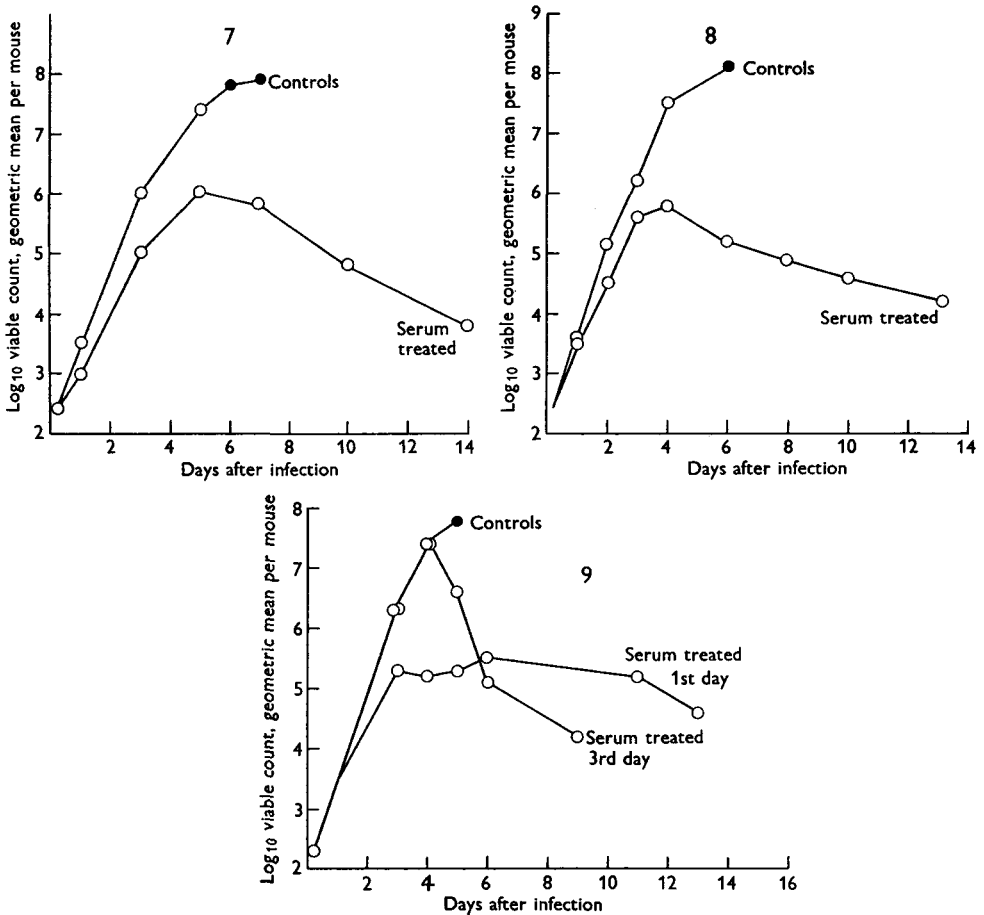 7
Log10 viable count, geometric mean per mouse
8
7
6
5
4
3
2
Controls
Serum
treated
2 4 6 8 10 12 14
Days after infection
8
Log10 viable count, geometric mean per mouse
9
8
7
6
5
4
3
2
Controls
Serum treated
2 4 6 8 10 12 14
Days after infection
9
Log10 viable count, geometric mean per mouse
8
7
6
5
4
3
2
Controls
Serum treated
1st day
Serum treated
3rd day
2 4 6 8 10 12 14 16
Days after infection